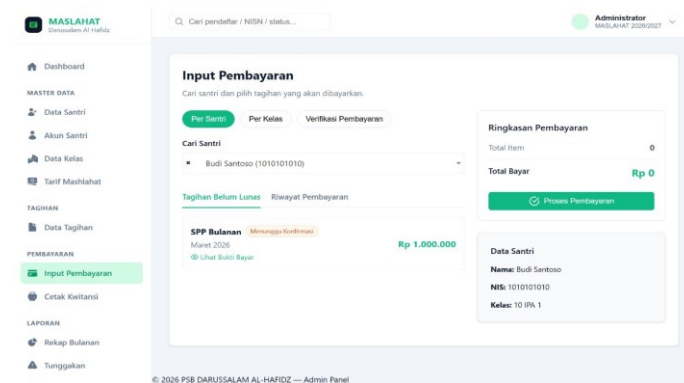 MASLAHAT
Darussalam Al-Hafidz
Cari pendaftar / NISN / status...
Administrator
MASLAHAT 2026/2027
Dashboard
MASTER DATA
Data Santri
Akun Santri
Data Kelas
Tarif Mashlahat
TAGIHAN
Data Tagihan
PEMBAYARAN
Input Pembayaran
Cetak Kwitansi
LAPORAN
Rekap Bulanan
Tunggakan
Input Pembayaran
Cari santri dan pilih tagihan yang akan dibayarkan.
Per Santri Per Kelas Verifikasi Pembayaran
Cari Santri
× Budi Santoso (1010101010)
Tagihan Belum Lunas Riwayat Pembayaran
SPP Bulanan Menunggu Konfirmasi
Maret 2026
Rp 1.000.000
Lihat Bukti Bayar
Ringkasan Pembayaran
Total Item 0
Total Bayar Rp 0
Proses Pembayaran
Data Santri
Nama: Budi Santoso
NIS: 1010101010
Kelas: 10 IPA 1
© 2026 PSB DARUSSALAM AL-HAFIDZ — Admin Panel